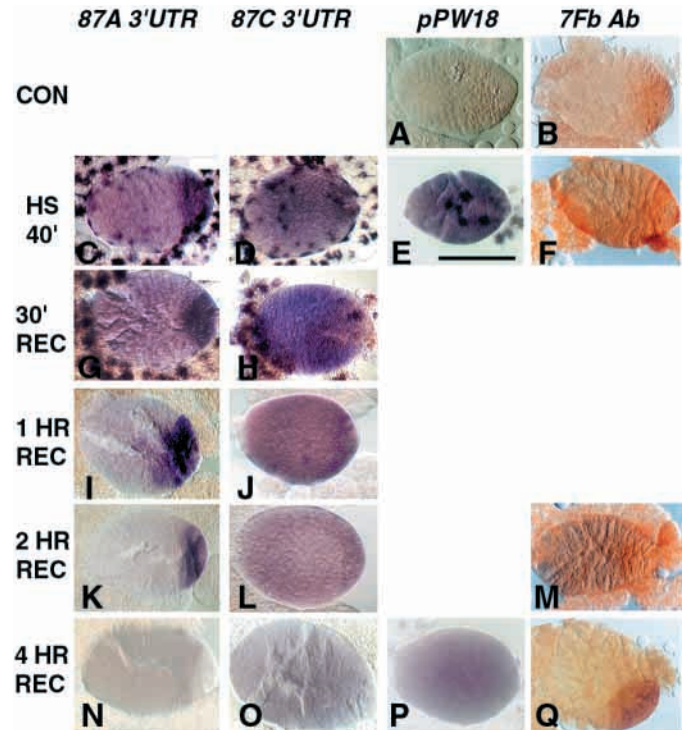 87A 3'UTR 87C 3'UTR pPW18 7Fb Ab
CON
A B
HS
40'
C D E F
30'
REC
G H
1 HR
REC
I J
2 HR
REC
K L M
4 HR
REC
N O P Q